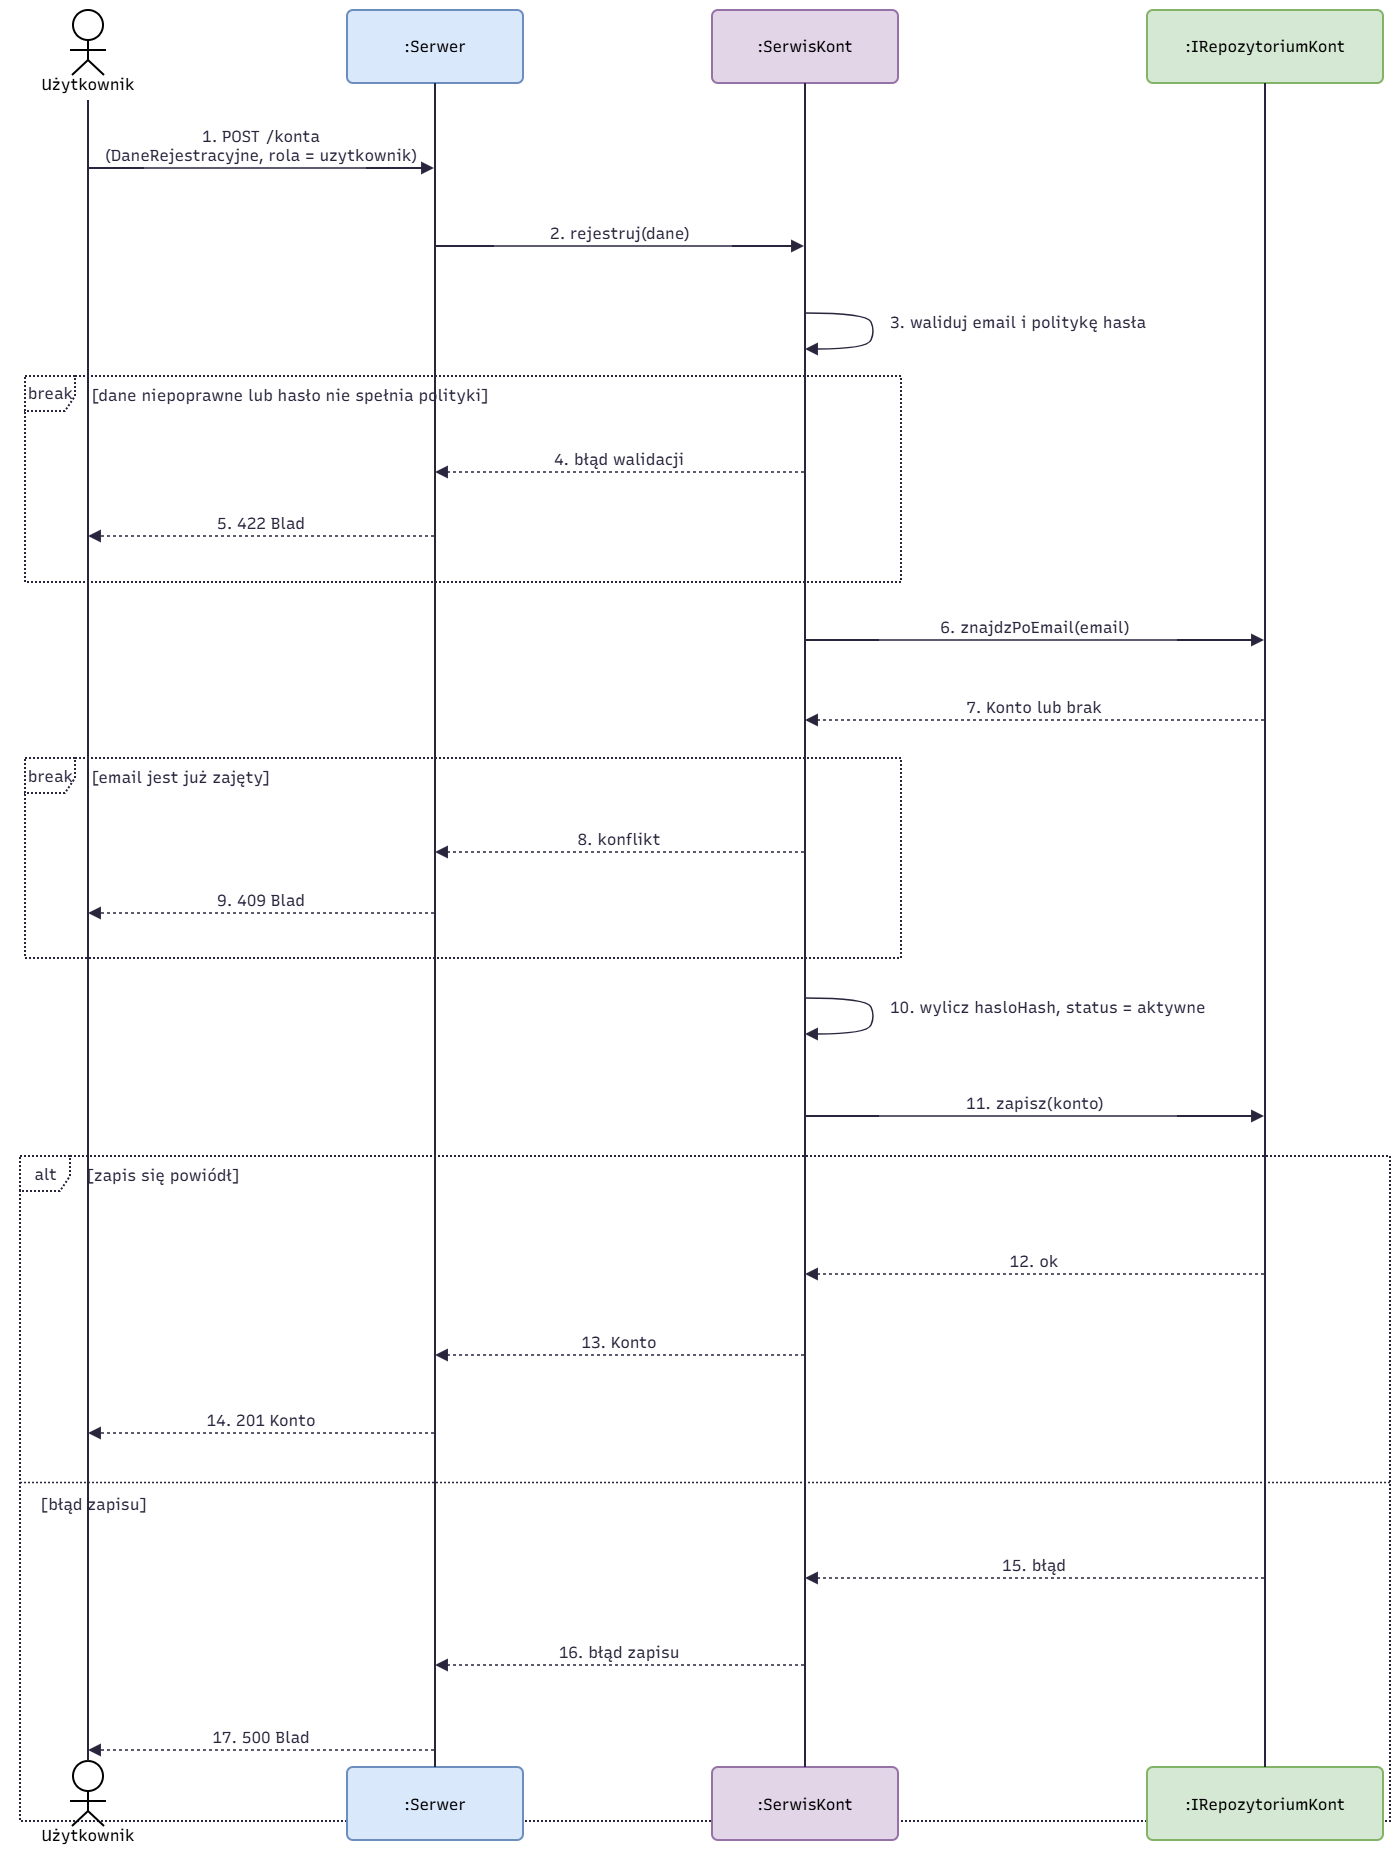 Użytkownik
:Serwer
:SerwisKont
:IRepozytoriumKont
1. POST /konta
(DaneRejestracyjne, rola = uzytkownik)
2. rejestruj(dane)
3. waliduj email i politykę hasła
break
[dane niepoprawne lub hasło nie spełnia polityki]
4. błąd walidacji
5. 422 Blad
6. znajdzPoEmail(email)
7. Konto lub brak
break
[email jest już zajęty]
8. konflikt
9. 409 Blad
10. wylicz hasloHash, status = aktywne
11. zapisz(konto)
alt
[zapis się powiódł]
12. ok
13. Konto
14. 201 Konto
[błąd zapisu]
15. błąd
16. błąd zapisu
17. 500 Blad
Użytkownik
:Serwer
:SerwisKont
:IRepozytoriumKont